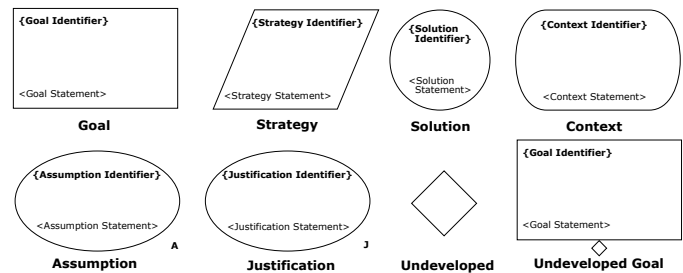 {Goal Identifier}
<Goal Statement>
Goal
{Strategy Identifier}
<Strategy Statement>
Strategy
{Solution
Identifier}
<Solution
Statement>
Solution
{Context Identifier}
<Context Statement>
Context
{Assumption Identifier}
<Assumption Statement>
A
Assumption
{Justification Identifier}
<Justification Statement>
J
Justification
Undeveloped
{Goal Identifier}
<Goal Statement>
Undeveloped Goal